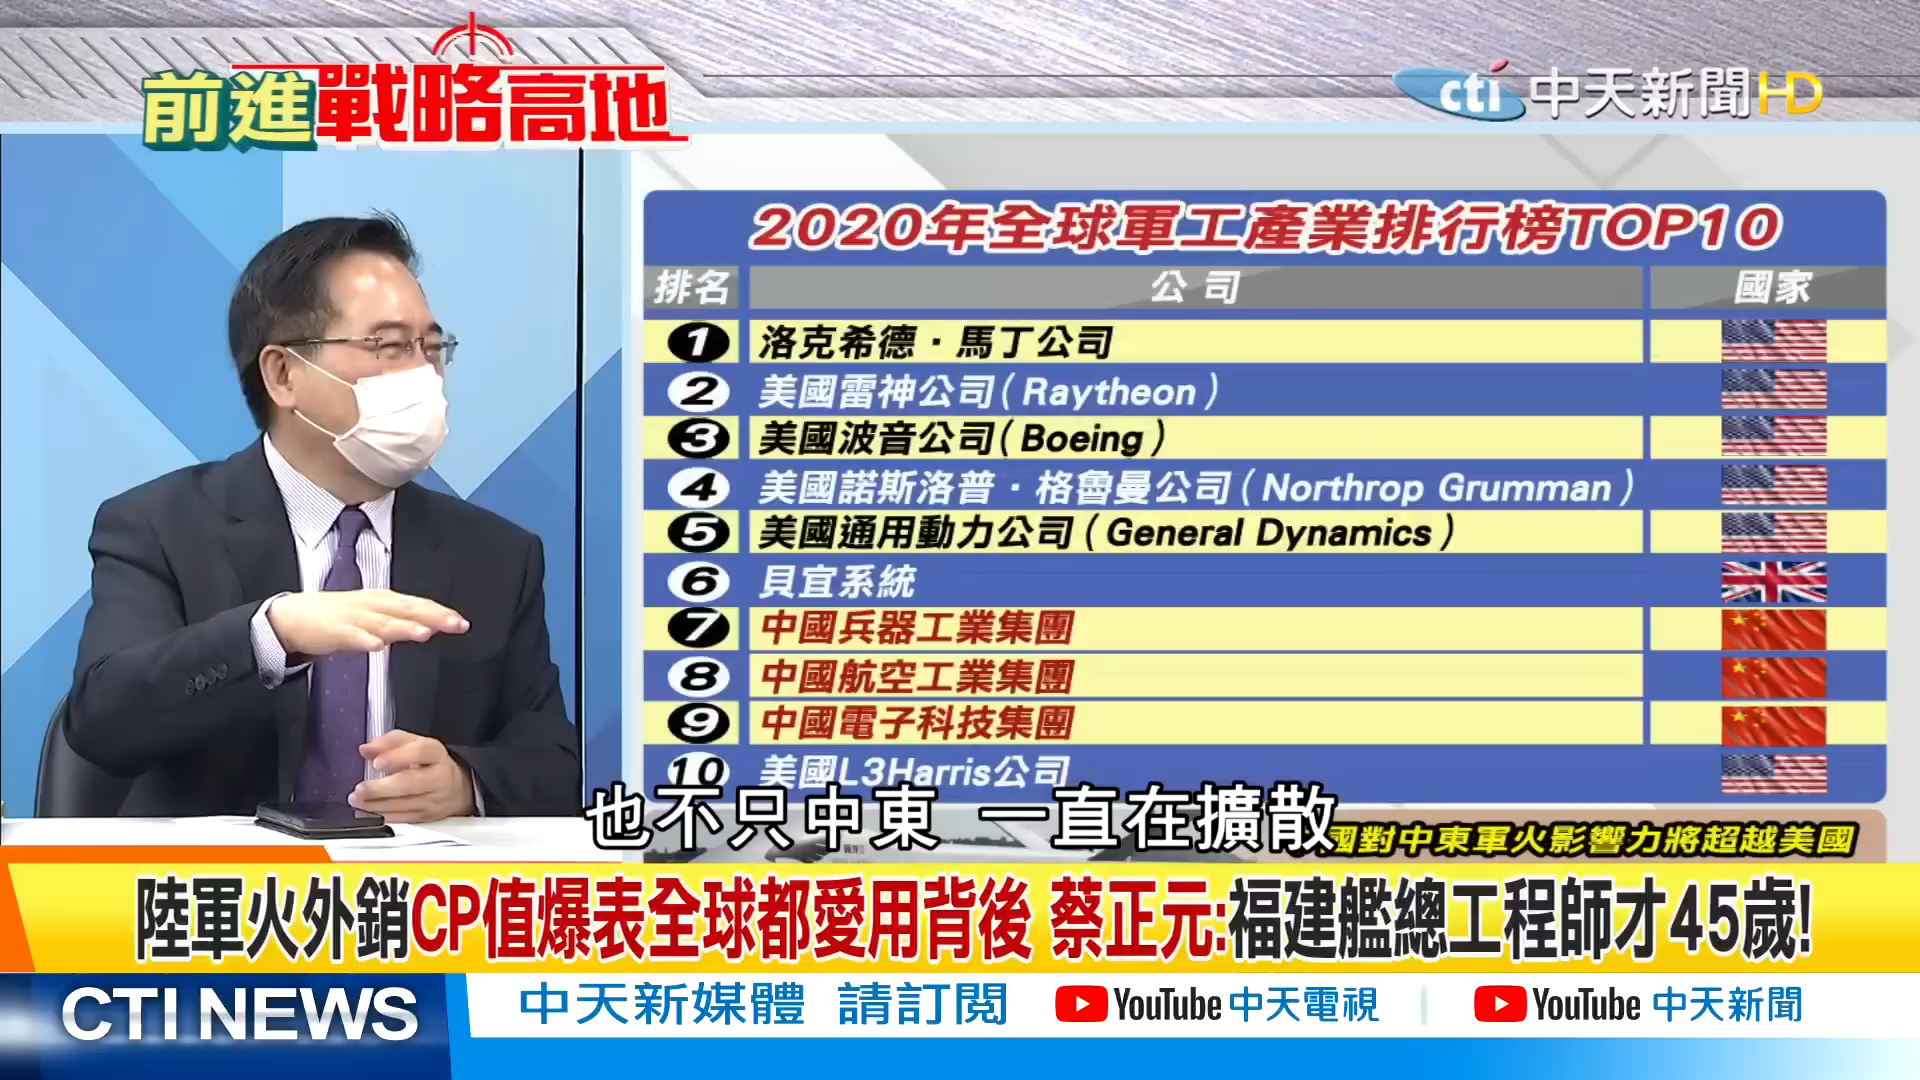 前進戰略高地
cti 中天新聞HD
2020年全球軍工產業排行榜TOP10
排名 公司 國家
1 洛克希德·馬丁公司
2 美國雷神公司(Raytheon)
3 美國波音公司(Boeing)
4 美國諾斯洛普·格魯曼公司(Northrop Grumman)
5 美國通用動力公司(General Dynamics)
6 貝宜系統
7 中國兵器工業集團
8 中國航空工業集團
9 中國電子科技集團
10 美國L3Harris公司
國對中東軍火影響力將超越美國
也不只中東 一直在擴散
陸軍火外銷CP值爆表全球都愛用背後 蔡正元:福建艦總工程師才45歲!
CTI NEWS 中天新媒體 請訂閱 YouTube 中天電視 YouTube 中天新聞